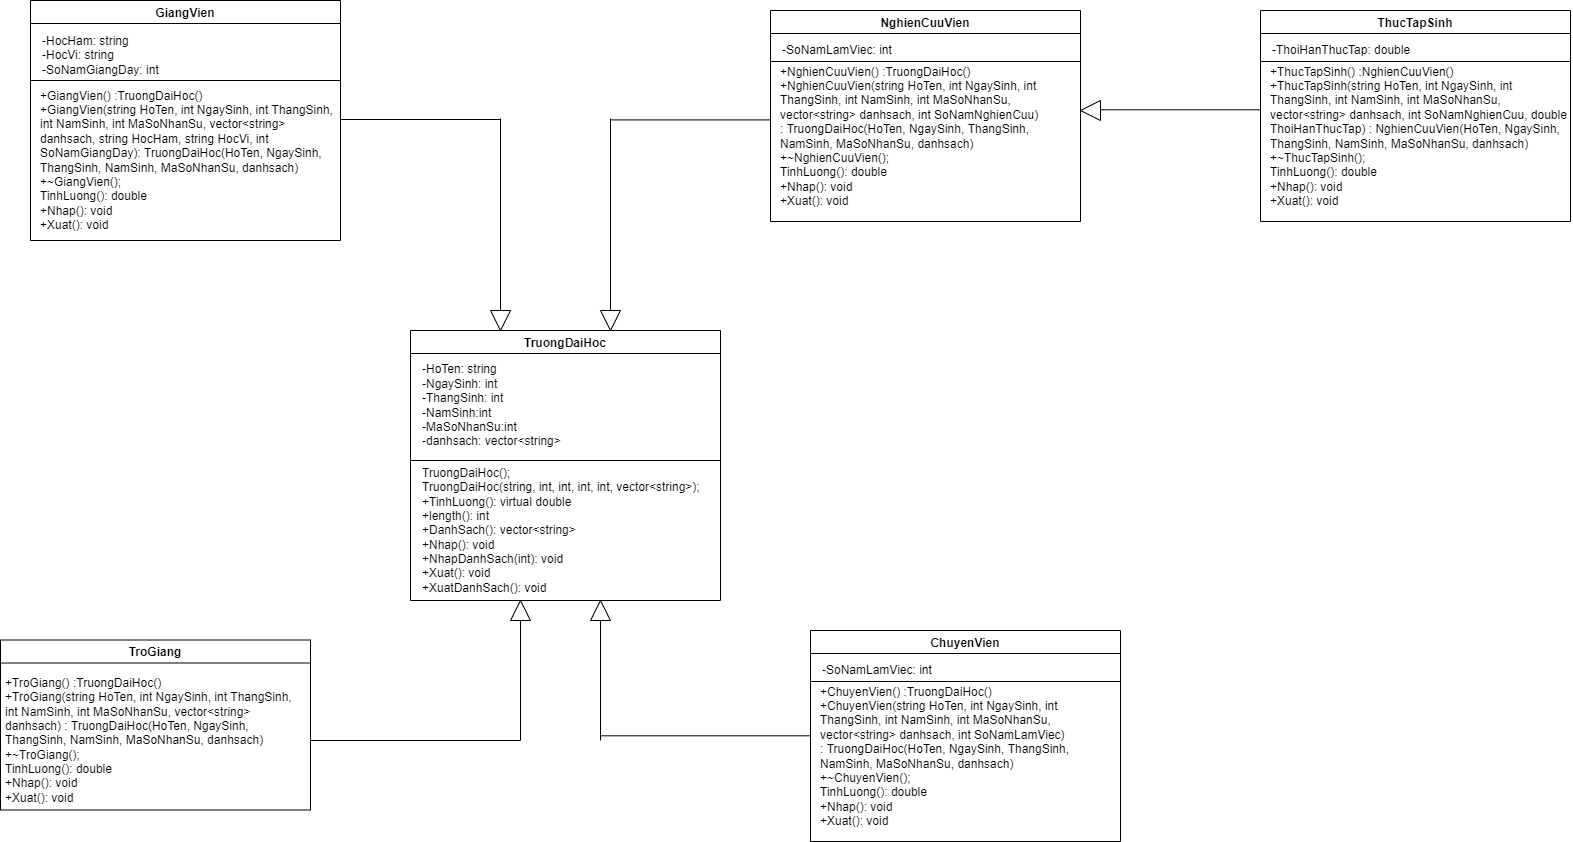 GiangVien
-HocHam: string
-HocVi: string
-SoNamGiangDay: int
+GiangVien() :TruongDaiHoc()
+GiangVien(string HoTen, int NgaySinh, int ThangSinh,
int NamSinh, int MaSoNhanSu, vector<string>
danhsach, string HocHam, string HocVi, int
SoNamGiangDay): TruongDaiHoc(HoTen, NgaySinh,
ThangSinh, NamSinh, MaSoNhanSu, danhsach)
+~GiangVien();
TinhLuong(): double
+Nhap(): void
+Xuat(): void
NghienCuuVien
-SoNamLamViec: int
+NghienCuuVien() :TruongDaiHoc()
+NghienCuuVien(string HoTen, int NgaySinh, int
ThangSinh, int NamSinh, int MaSoNhanSu,
vector<string> danhsach, int SoNamNghienCuu)
: TruongDaiHoc(HoTen, NgaySinh, ThangSinh,
NamSinh, MaSoNhanSu, danhsach)
+~NghienCuuVien();
TinhLuong(): double
+Nhap(): void
+Xuat(): void
ThucTapSinh
-ThoiHanThucTap: double
+ThucTapSinh() :NghienCuuVien()
+ThucTapSinh(string HoTen, int NgaySinh, int
ThangSinh, int NamSinh, int MaSoNhanSu,
vector<string> danhsach, int SoNamNghienCuu, double
ThoiHanThucTap) : NghienCuuVien(HoTen, NgaySinh,
ThangSinh, NamSinh, MaSoNhanSu, danhsach)
+~ThucTapSinh();
TinhLuong(): double
+Nhap(): void
+Xuat(): void
TruongDaiHoc
-HoTen: string
-NgaySinh: int
-ThangSinh: int
-NamSinh:int
-MaSoNhanSu:int
-danhsach: vector<string>
TruongDaiHoc();
TruongDaiHoc(string, int, int, int, int, vector<string>);
+TinhLuong(): virtual double
+length(): int
+DanhSach(): vector<string>
+Nhap(): void
+NhapDanhSach(int): void
+Xuat(): void
+XuatDanhSach(): void
TroGiang
+TroGiang() :TruongDaiHoc()
+TroGiang(string HoTen, int NgaySinh, int ThangSinh,
int NamSinh, int MaSoNhanSu, vector<string>
danhsach) : TruongDaiHoc(HoTen, NgaySinh,
ThangSinh, NamSinh, MaSoNhanSu, danhsach)
+~TroGiang();
TinhLuong(): double
+Nhap(): void
+Xuat(): void
ChuyenVien
-SoNamLamViec: int
+ChuyenVien() :TruongDaiHoc()
+ChuyenVien(string HoTen, int NgaySinh, int
ThangSinh, int NamSinh, int MaSoNhanSu,
vector<string> danhsach, int SoNamLamViec)
: TruongDaiHoc(HoTen, NgaySinh, ThangSinh,
NamSinh, MaSoNhanSu, danhsach)
+~ChuyenVien();
TinhLuong(): double
+Nhap(): void
+Xuat(): void